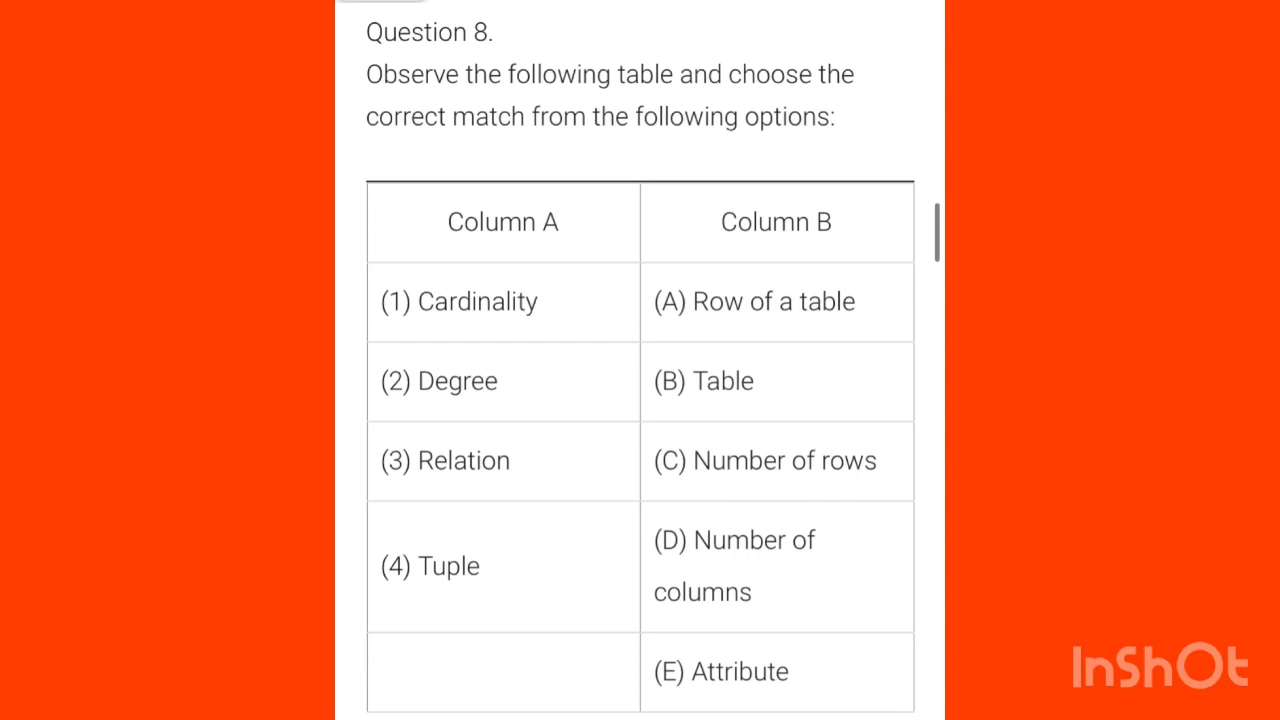 Question 8.
Observe the following table and choose the
correct match from the following options:
Column A
Column B
(1) Cardinality
(A) Row of a table
(2) Degree
(B) Table
(3) Relation
(C) Number of rows
(4) Tuple
(D) Number of
columns
(E) Attribute
InShOt